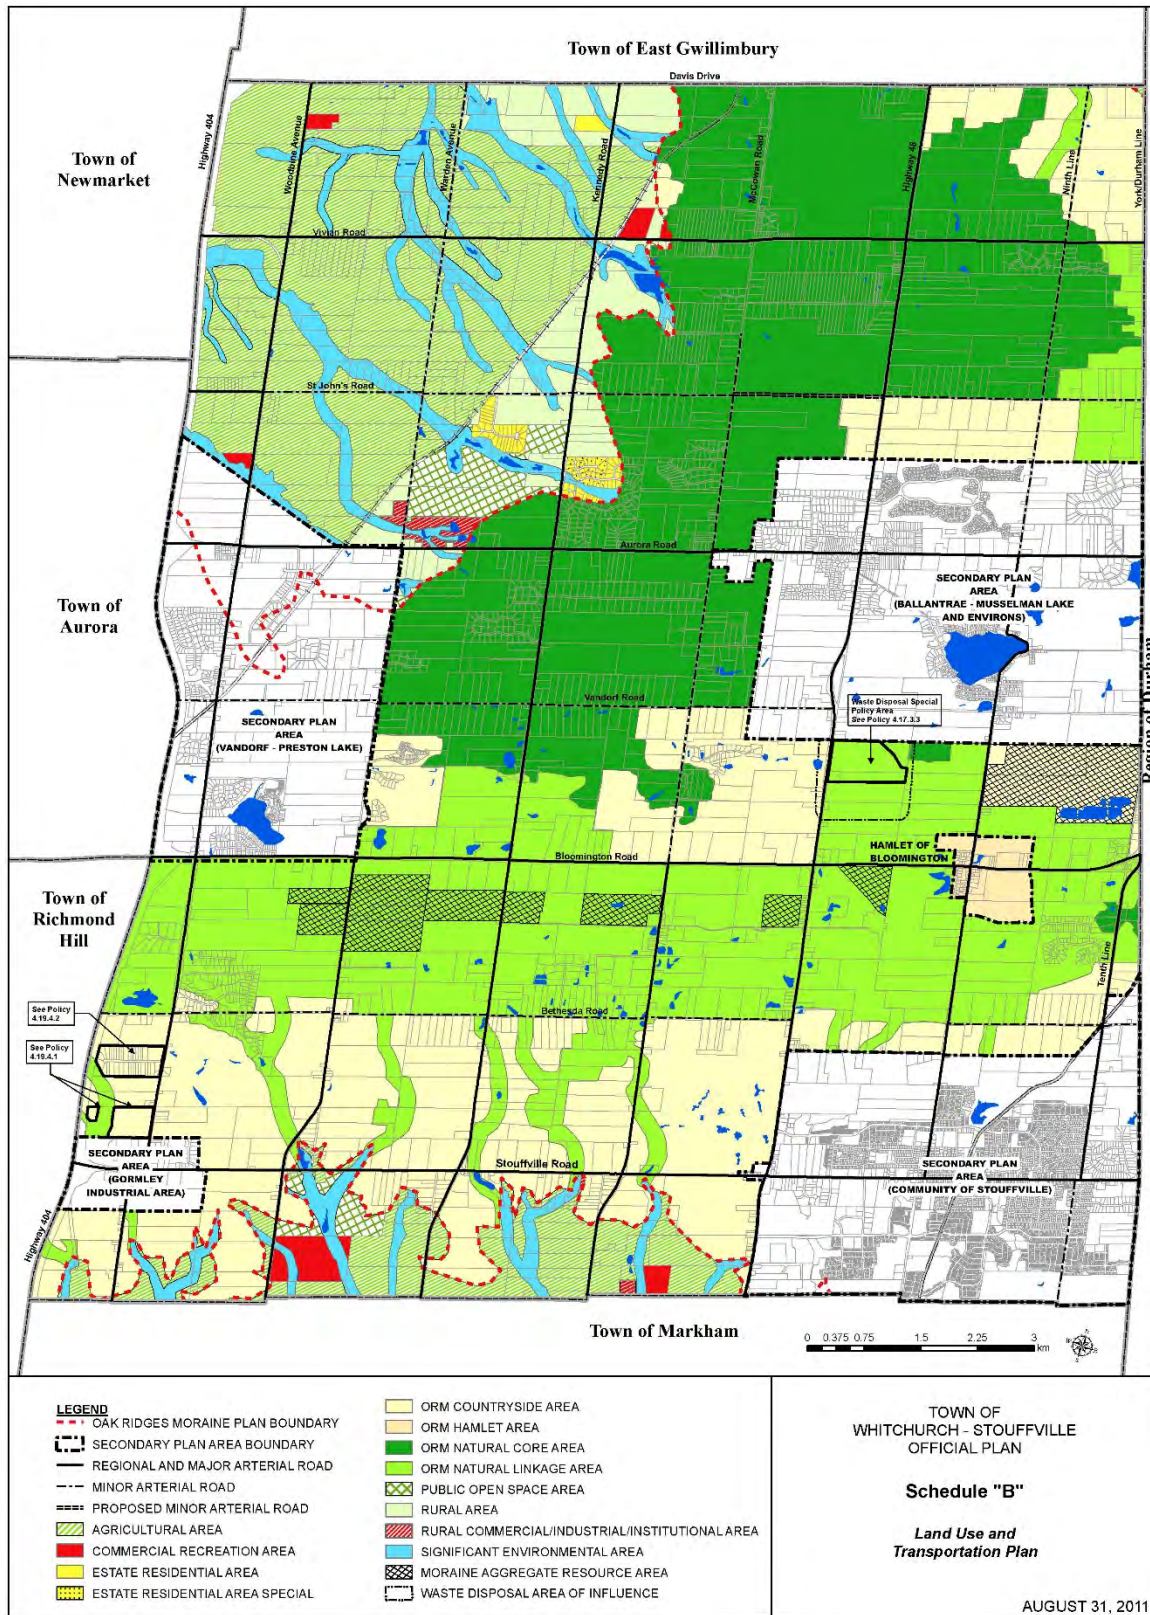 Town of East Gwillimbury
Davis Drive
Highway 404
Woodbine Avenue
Warden Avenue
Kennedy Road
McCowan Road
Highway 48
Ninth Line
York/Durham Line
Town of
Newmarket
Vivian Road
St John's Road
Aurora Road
Town of
Aurora
SECONDARY PLAN
AREA
(BALLANTRAE - MUSSELMAN LAKE
AND ENVIRONS)
Region of Durham
Vandorf Road
Waste Disposal Special
Policy Area
See Policy 4.17.3.3
SECONDARY PLAN
AREA
(VANDORF - PRESTON LAKE)
HAMLET OF
BLOOMINGTON
Bloomington Road
Town of
Richmond
Hill
Tenth Line
See Policy
4.19.4.2
Bethesda Road
See Policy
4.19.4.1
SECONDARY PLAN
AREA
(GORMLEY
INDUSTRIAL AREA)
Stouffville Road
SECONDARY PLAN
AREA
(COMMUNITY OF STOUFFVILLE)
Highway 404
Town of Markham
0 0.375 0.75 1.5 2.25 3
km
LEGEND
OAK RIDGES MORAINE PLAN BOUNDARY
SECONDARY PLAN AREA BOUNDARY
REGIONAL AND MAJOR ARTERIAL ROAD
MINOR ARTERIAL ROAD
PROPOSED MINOR ARTERIAL ROAD
AGRICULTURAL AREA
COMMERCIAL RECREATION AREA
ESTATE RESIDENTIAL AREA
ESTATE RESIDENTIAL AREA SPECIAL
ORM COUNTRYSIDE AREA
ORM HAMLET AREA
ORM NATURAL CORE AREA
ORM NATURAL LINKAGE AREA
PUBLIC OPEN SPACE AREA
RURAL AREA
RURAL COMMERCIAL/INDUSTRIAL/INSTITUTIONAL AREA
SIGNIFICANT ENVIRONMENTAL AREA
MORAINE AGGREGATE RESOURCE AREA
WASTE DISPOSAL AREA OF INFLUENCE
TOWN OF
WHITCHURCH - STOUFFVILLE
OFFICIAL PLAN
Schedule "B"
Land Use and
Transportation Plan
AUGUST 31, 2011